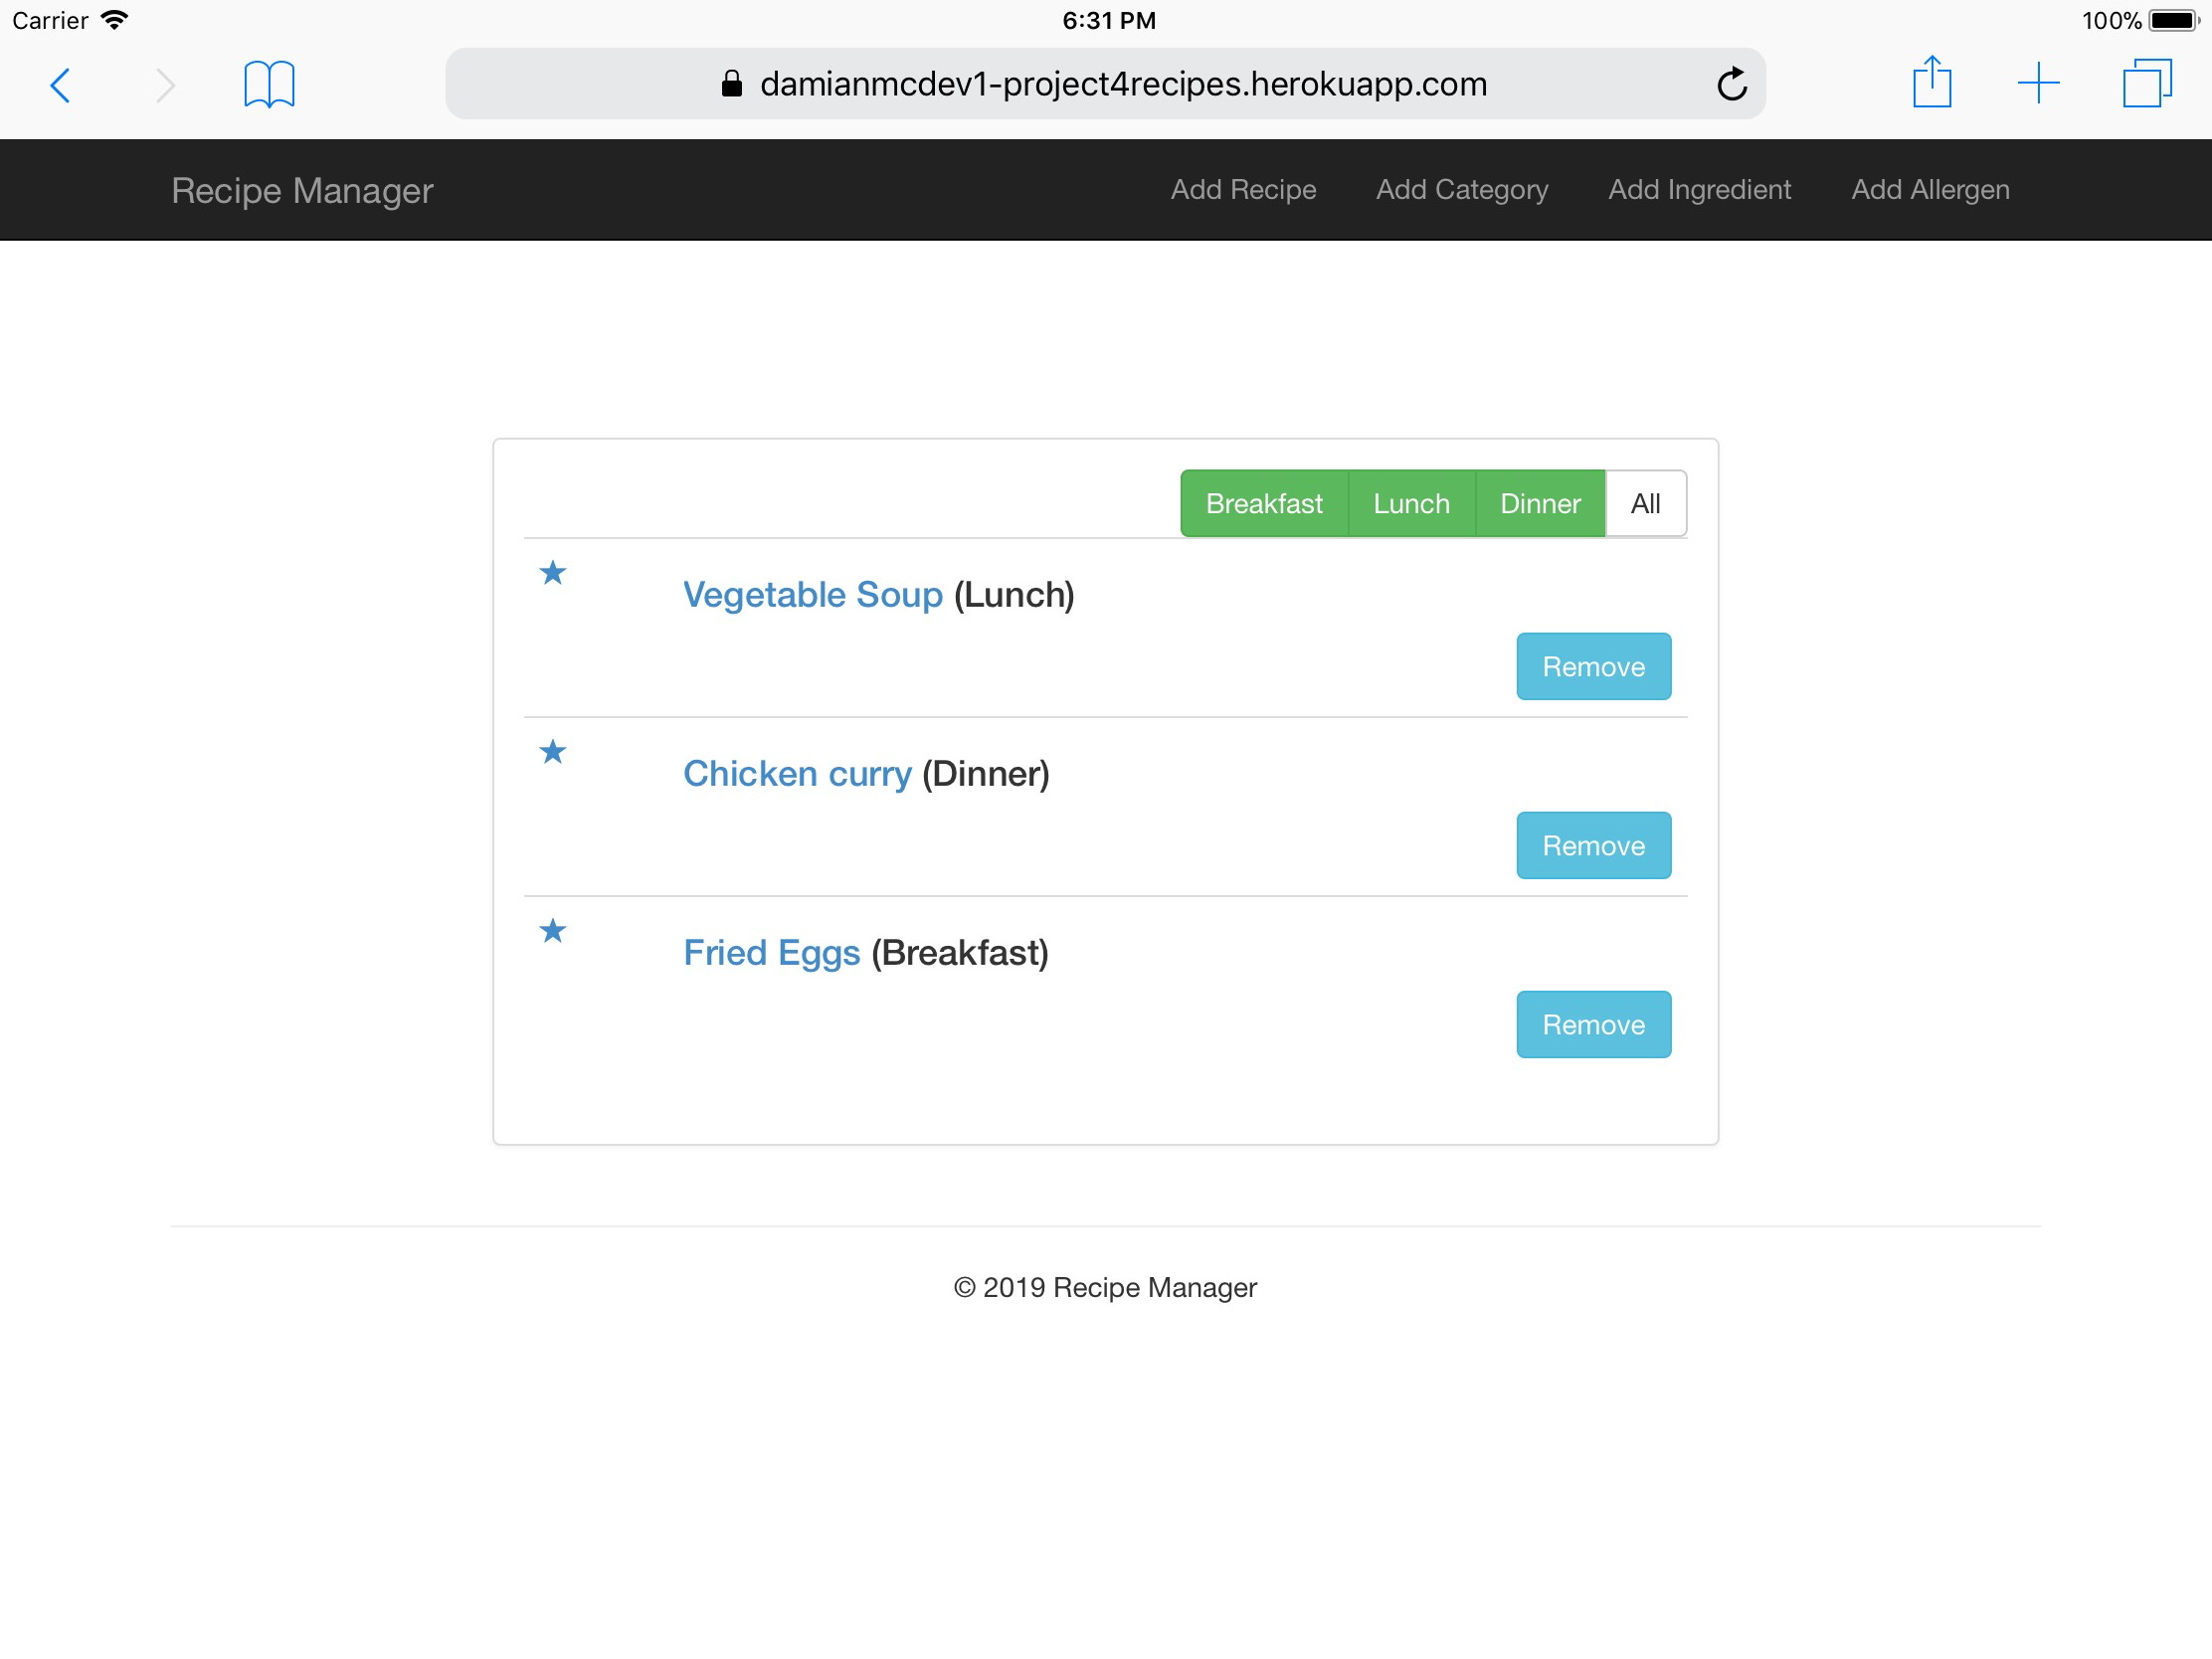 Carrier 6:31 PM 100%
damianmcdev1-project4recipes.herokuapp.com
Recipe Manager Add Recipe Add Category Add Ingredient Add Allergen
Breakfast Lunch Dinner All
Vegetable Soup (Lunch)
Remove
Chicken curry (Dinner)
Remove
Fried Eggs (Breakfast)
Remove
© 2019 Recipe Manager